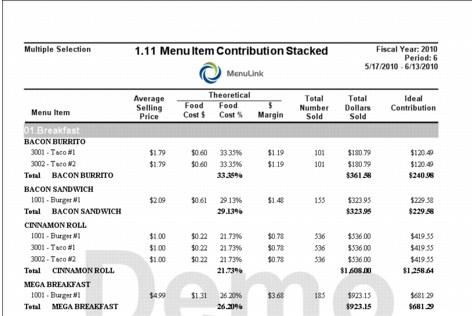 Multiple Selection 1.11 Menu Item Contribution Stacked Fiscal Year: 2010
Period: 6
MenuLink 5/17/2010 - 6/13/2010
Theoretical
Menu Item Average Selling Price Food Cost $ Food Cost % $ Margin Total Number Sold Total Dollars Sold Ideal Contribution
01.Breakfast
BACON BURRITO
3001 - Taco #1 $1.79 $0.60 33.35% $1.19 101 $180.79 $120.49
3002 - Taco #2 $1.79 $0.60 33.35% $1.19 101 $180.79 $120.49
Total BACON BURRITO 33.35% $361.58 $240.98
BACON SANDWICH
1001 - Burger #1 $2.09 $0.61 29.13% $1.48 155 $323.95 $229.58
Total BACON SANDWICH 29.13% $323.95 $229.58
CINNAMON ROLL
1001 - Burger #1 $1.00 $0.22 21.73% $0.78 536 $536.00 $419.55
3001 - Taco #1 $1.00 $0.22 21.73% $0.78 536 $536.00 $419.55
3002 - Taco #2 $1.00 $0.22 21.73% $0.78 536 $536.00 $419.55
Total CINNAMON ROLL 21.73% $1,608.00 $1,258.64
MEGA BREAKFAST
1001 - Burger #1 $4.99 $1.31 26.20% $3.68 185 $923.15 $681.29
Total MEGA BREAKFAST 26.20% $923.15 $681.29
Demo